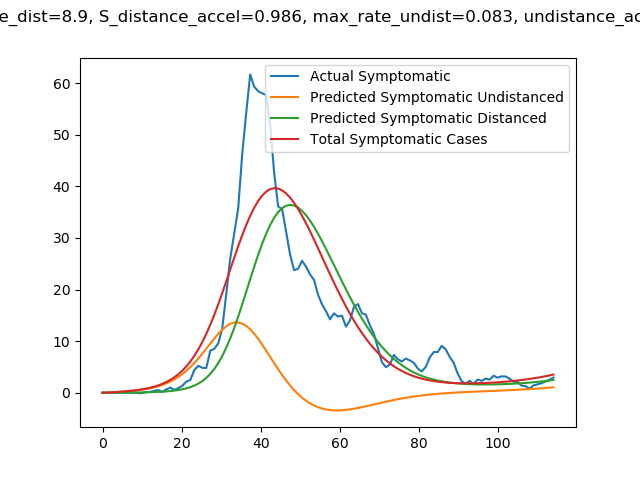 e_dist=8.9, S_distance_accel=0.986, max_rate_undist=0.083, undistance_ac
Actual Symptomatic
Predicted Symptomatic Undistanced
Predicted Symptomatic Distanced
Total Symptomatic Cases
60
50
40
30
20
10
0
0 20 40 60 80 100